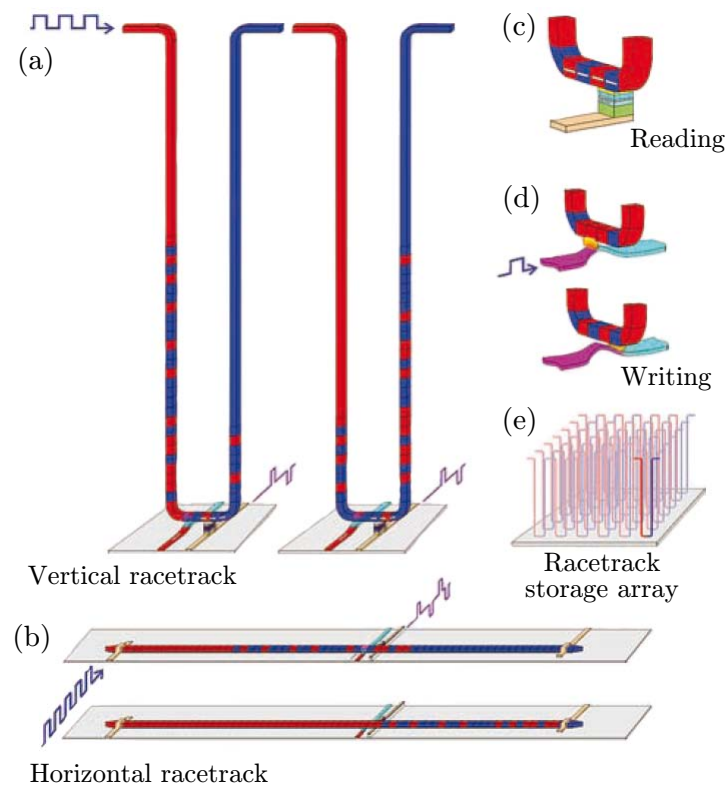 (a)
Vertical racetrack
(c)
Reading
(d)
Writing
(e)
Racetrack
storage array
(b)
Horizontal racetrack